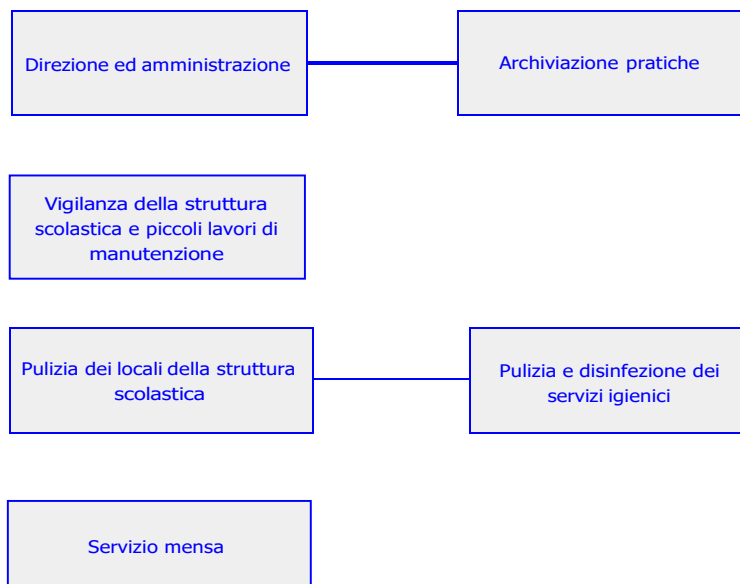 Direzione ed amministrazione
Archiviazione pratiche
Vigilanza della struttura
scolastica e piccoli lavori di
manutenzione
Pulizia dei locali della struttura
scolastica
Pulizia e disinfezione dei
servizi igienici
Servizio mensa